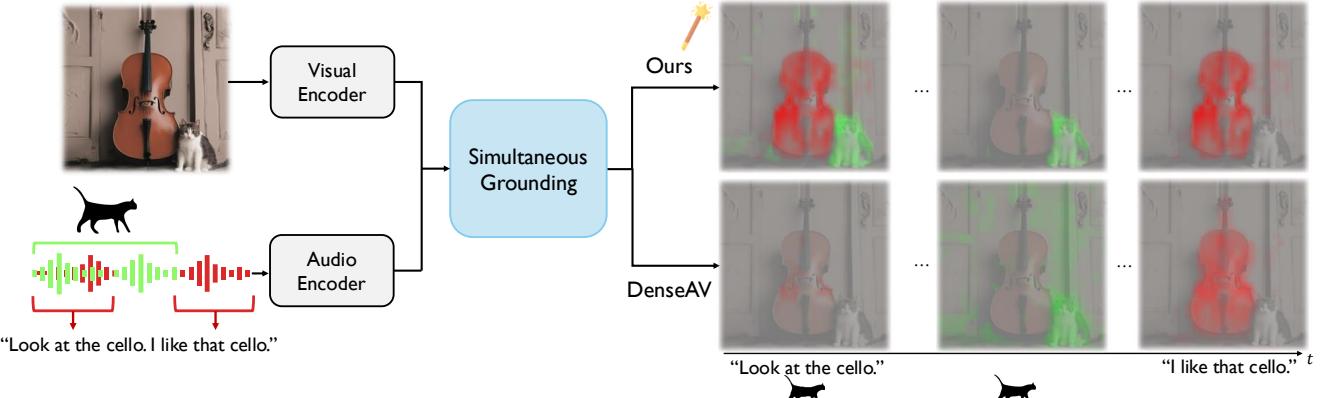 Visual
Encoder
Audio
Encoder
"Look at the cello. I like that cello."
Simultaneous
Grounding
Ours
DenseAV
...
...
...
...
"Look at the cello."
"I like that cello."
t